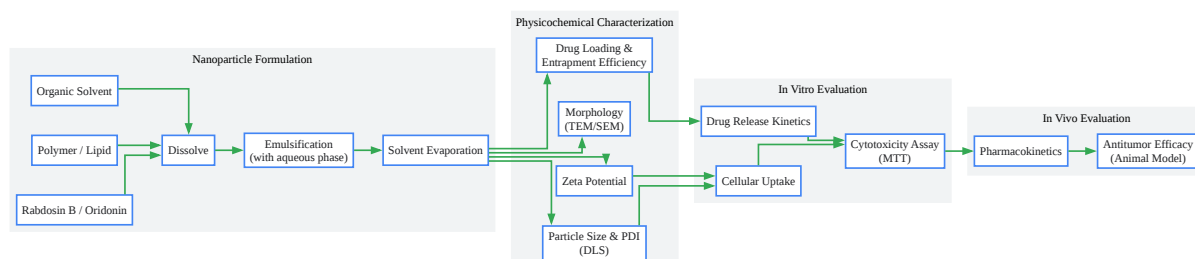 Nanoparticle Formulation
Organic Solvent
Polymer / Lipid
Rabdosin B / Oridonin
Dissolve
Emulsification
(with aqueous phase)
Solvent Evaporation
Physicochemical Characterization
Drug Loading &
Entrapment Efficiency
Morphology
(TEM/SEM)
Zeta Potential
Particle Size & PDI
(DLS)
In Vitro Evaluation
Drug Release Kinetics
Cellular Uptake
Cytotoxicity Assay
(MTT)
In Vivo Evaluation
Pharmacokinetics
Antitumor Efficacy
(Animal Model)